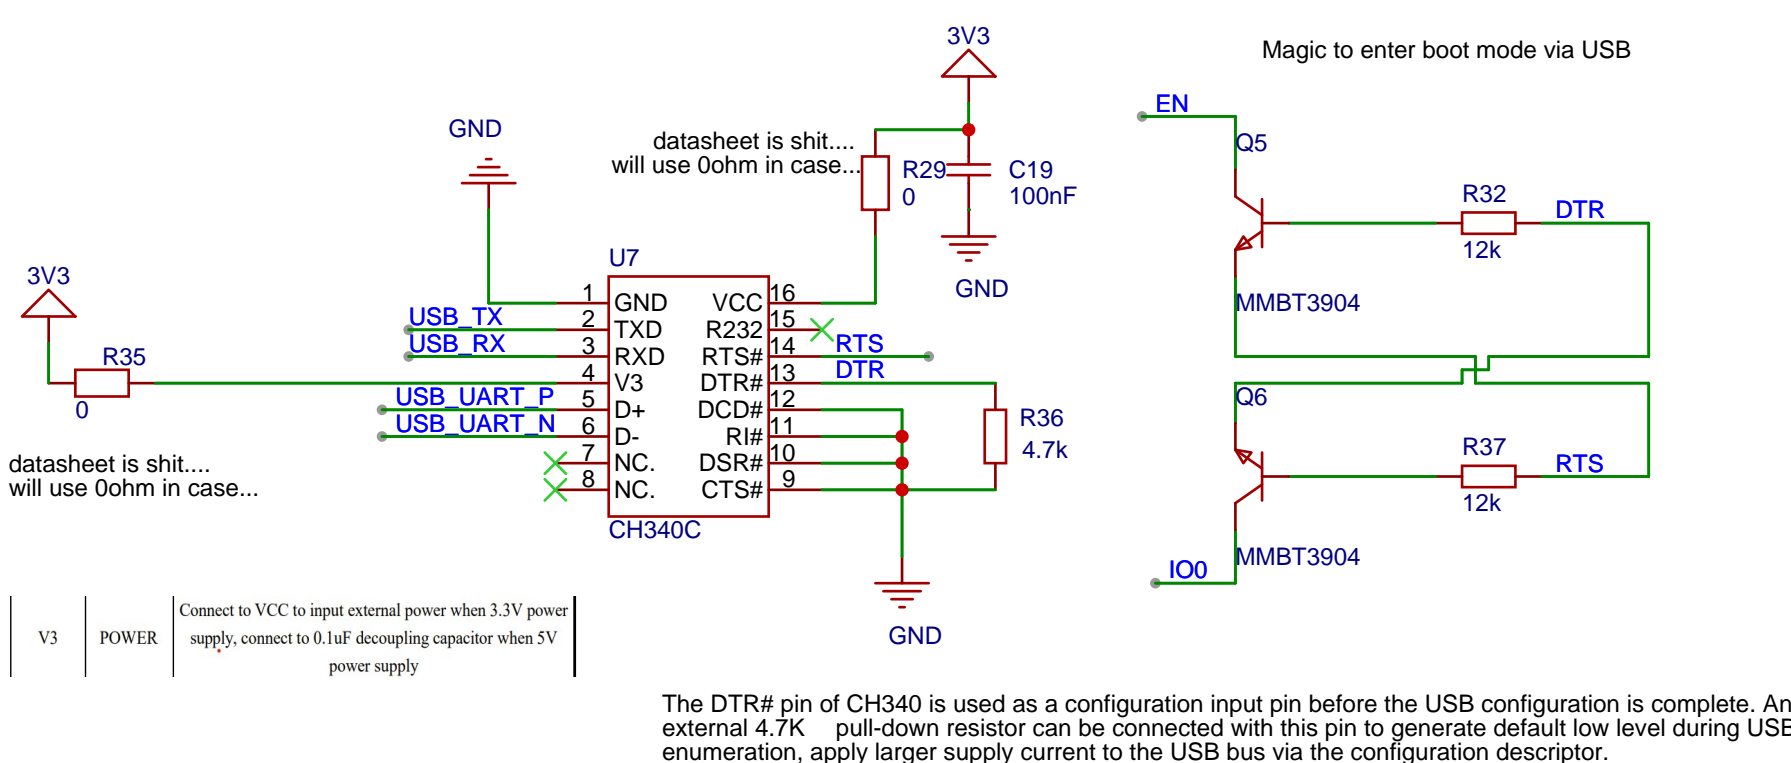 3V3
Magic to enter boot mode via USB
EN
GND
datasheet is shit....
will use 0ohm in case...
R29
0
C19
100nF
Q5
R32
DTR
12k
U7
3V3
GND
MMBT3904
1
GND
VCC
16
USB_TX
2
TXD
R232
15
USB_RX
3
RXD
RTS#
14
RTS
R35
0
4
V3
DTR#
13
DTR
USB_UART_P
5
D+
DCD#
12
USB_UART_N
6
D-
RI#
11
7
NC.
DSR#
10
8
NC.
CTS#
9
R36
4.7k
Q6
R37
RTS
12k
datasheet is shit....
will use 0ohm in case...
CH340C
MMBT3904
IO0
GND
V3
POWER
Connect to VCC to input external power when 3.3V power
supply, connect to 0.1uF decoupling capacitor when 5V
power supply
The DTR# pin of CH340 is used as a configuration input pin before the USB configuration is complete. An
external 4.7K pull-down resistor can be connected with this pin to generate default low level during USB
enumeration, apply larger supply current to the USB bus via the configuration descriptor.